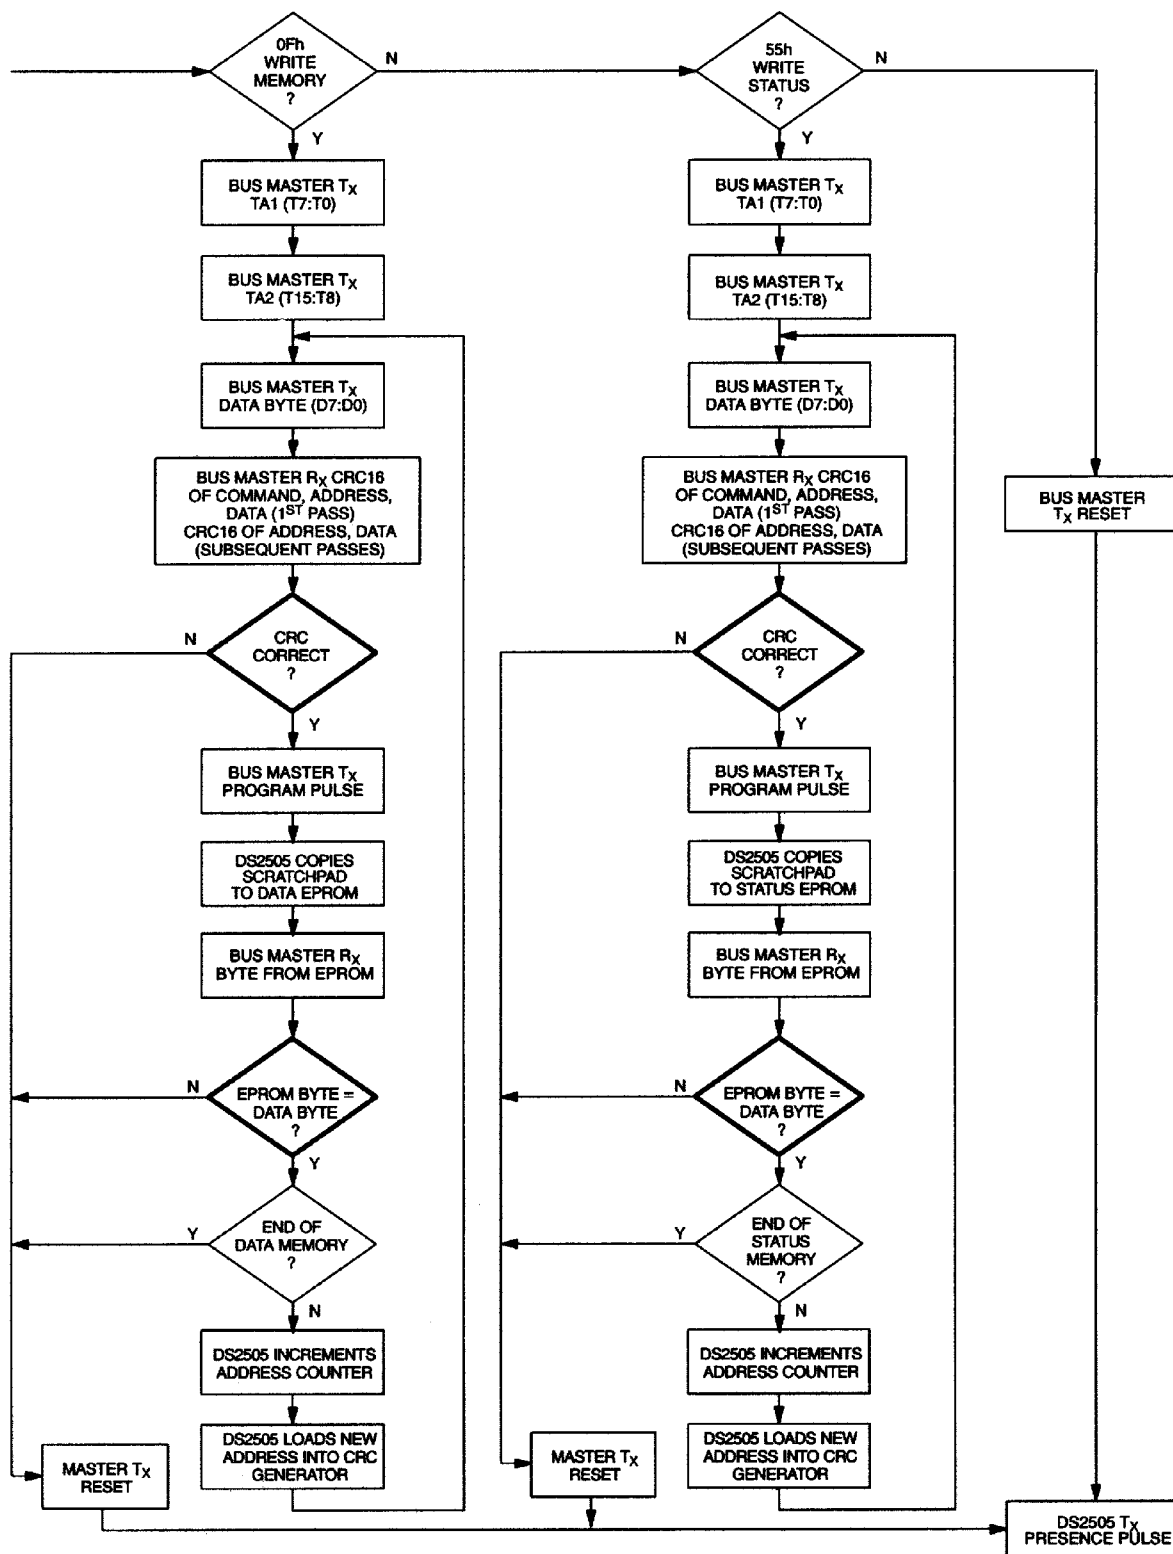 0Fh
WRITE
MEMORY
?
N
Y
BUS MASTER TX
TA1 (T7:T0)
BUS MASTER TX
TA2 (T15:T8)
BUS MASTER TX
DATA BYTE (D7:D0)
BUS MASTER RX CRC16
OF COMMAND, ADDRESS,
DATA (1ST PASS)
CRC16 OF ADDRESS, DATA
(SUBSEQUENT PASSES)
N
CRC
CORRECT
?
Y
BUS MASTER TX
PROGRAM PULSE
DS2505 COPIES
SCRATCHPAD
TO DATA EPROM
BUS MASTER RX
BYTE FROM EPROM
N
EPROM BYTE =
DATA BYTE
?
Y
Y
END OF
DATA MEMORY
?
N
DS2505 INCREMENTS
ADDRESS COUNTER
DS2505 LOADS NEW
ADDRESS INTO CRC
GENERATOR
MASTER TX
RESET
55h
WRITE
STATUS
?
N
Y
BUS MASTER TX
TA1 (T7:T0)
BUS MASTER TX
TA2 (T15:T8)
BUS MASTER TX
DATA BYTE (D7:D0)
BUS MASTER RX CRC16
OF COMMAND, ADDRESS,
DATA (1ST PASS)
CRC16 OF ADDRESS, DATA
(SUBSEQUENT PASSES)
N
CRC
CORRECT
?
Y
BUS MASTER TX
PROGRAM PULSE
DS2505 COPIES
SCRATCHPAD
TO STATUS EPROM
BUS MASTER RX
BYTE FROM EPROM
N
EPROM BYTE =
DATA BYTE
?
Y
Y
END OF
STATUS
MEMORY
?
N
DS2505 INCREMENTS
ADDRESS COUNTER
DS2505 LOADS NEW
ADDRESS INTO CRC
GENERATOR
MASTER TX
RESET
BUS MASTER
TX RESET
DS2505 TX
PRESENCE PULSE